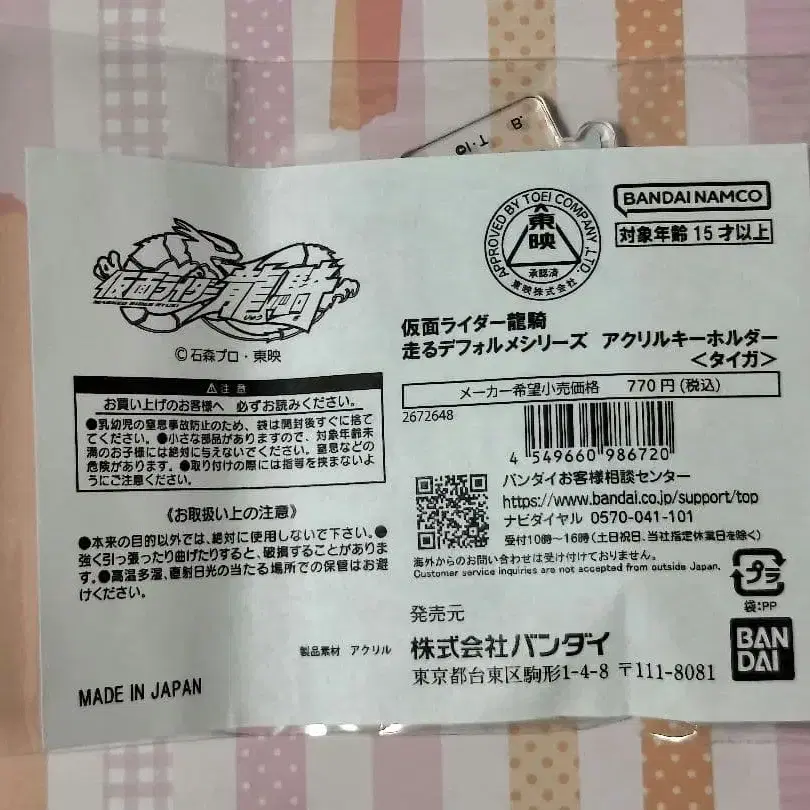 仮面ライダー龍騎
©石森プロ・東映
⚠注意
お買い上げのお客様へ 必ずお読みください。
●乳幼児の窒息事故防止のため、袋は開封後すぐに捨
ててください。●小さな部品がありますので、対象年齢未
満のお子様には絶対に与えないでください。窒息などの
危険があります。●取り付けの際には指等を挟まないよ
うにご注意ください。
《お取扱い上の注意》
●本来の目的以外では、絶対に使用しないで下さい。●
強く引っ張ったり曲げたりすると、破損することがありま
す。●高温多湿、直射日光の当たる場所での保管はお避
けください。
製品素材 アクリル
MADE IN JAPAN
APPROVED BY TOEI COMPANY, LTD.
東映
承認済
東映株式会社
BANDAI NAMCO
対象年齢15才以上
仮面ライダー龍騎
走るデフォルメシリーズ アクリルキーホルダー
<タイガ>
メーカー希望小売価格 770円(税込)
2672648
4 549660 986720
バンダイお客様相談センター
https://www.bandai.co.jp/support/top
ナビダイヤル 0570-041-101
受付10時~16時(土日祝日、当社指定休業日を除く)
海外からのお問い合わせは受け付けておりません。
Customer service inquiries are not accepted from outside Japan.
プラ
袋:PP
発売元
株式会社バンダイ
東京都台東区駒形1-4-8 〒111-8081
BAN
DAI